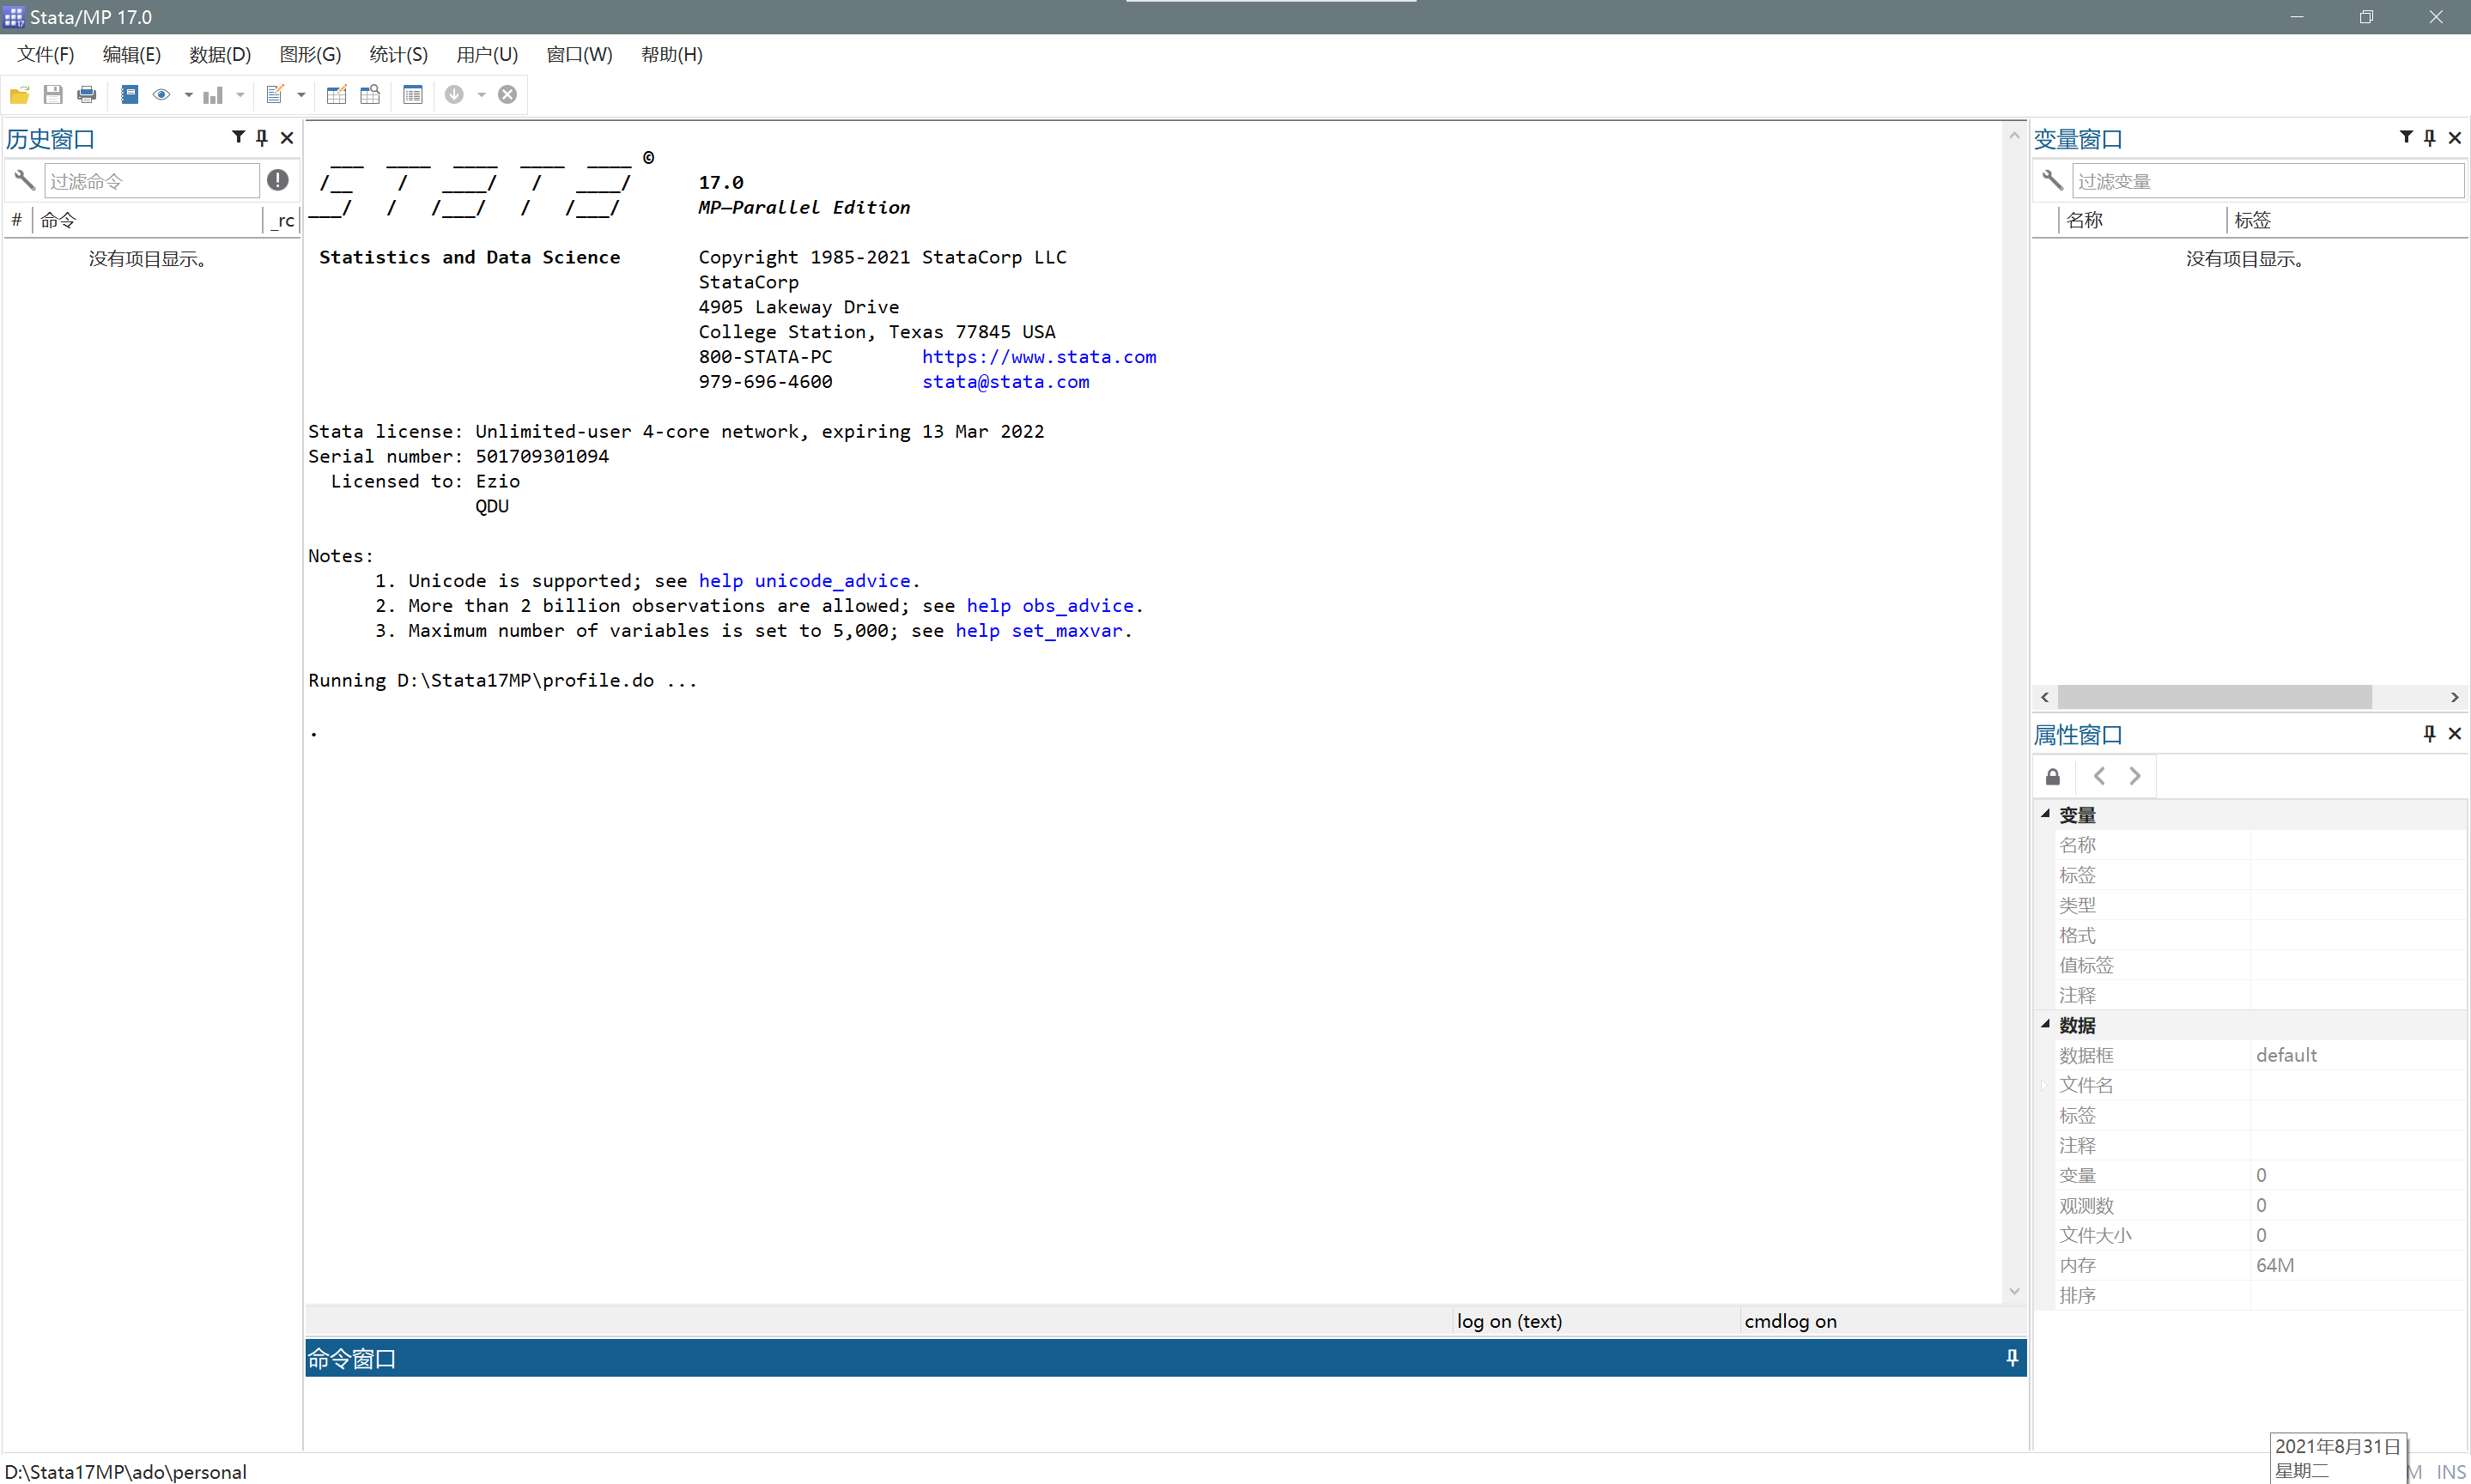 Stata/MP 17.0
文件(F) 编辑(E) 数据(D) 图形(G) 统计(S) 用户(U) 窗口(W) 帮助(H)
历史窗口
过滤命令
# 命令 _rc
没有项目显示。
©
17.0
MP—Parallel Edition
Statistics and Data Science Copyright 1985-2021 StataCorp LLC
StataCorp
4905 Lakeway Drive
College Station, Texas 77845 USA
800-STATA-PC https://www.stata.com
979-696-4600 stata@stata.com
Stata license: Unlimited-user 4-core network, expiring 13 Mar 2022
Serial number: 501709301094
Licensed to: Ezio
QDU
Notes:
1. Unicode is supported; see help unicode_advice.
2. More than 2 billion observations are allowed; see help obs_advice.
3. Maximum number of variables is set to 5,000; see help set_maxvar.
Running D:\Stata17MP\profile.do ...
.
log on (text) cmdlog on
命令窗口
变量窗口
过滤变量
名称 标签
没有项目显示。
属性窗口
变量
名称
标签
类型
格式
值标签
注释
数据
数据框 default
文件名
标签
注释
变量 0
观测数 0
文件大小 0
内存 64M
排序
D:\Stata17MP\ado\personal
2021年8月31日
星期二
M INS